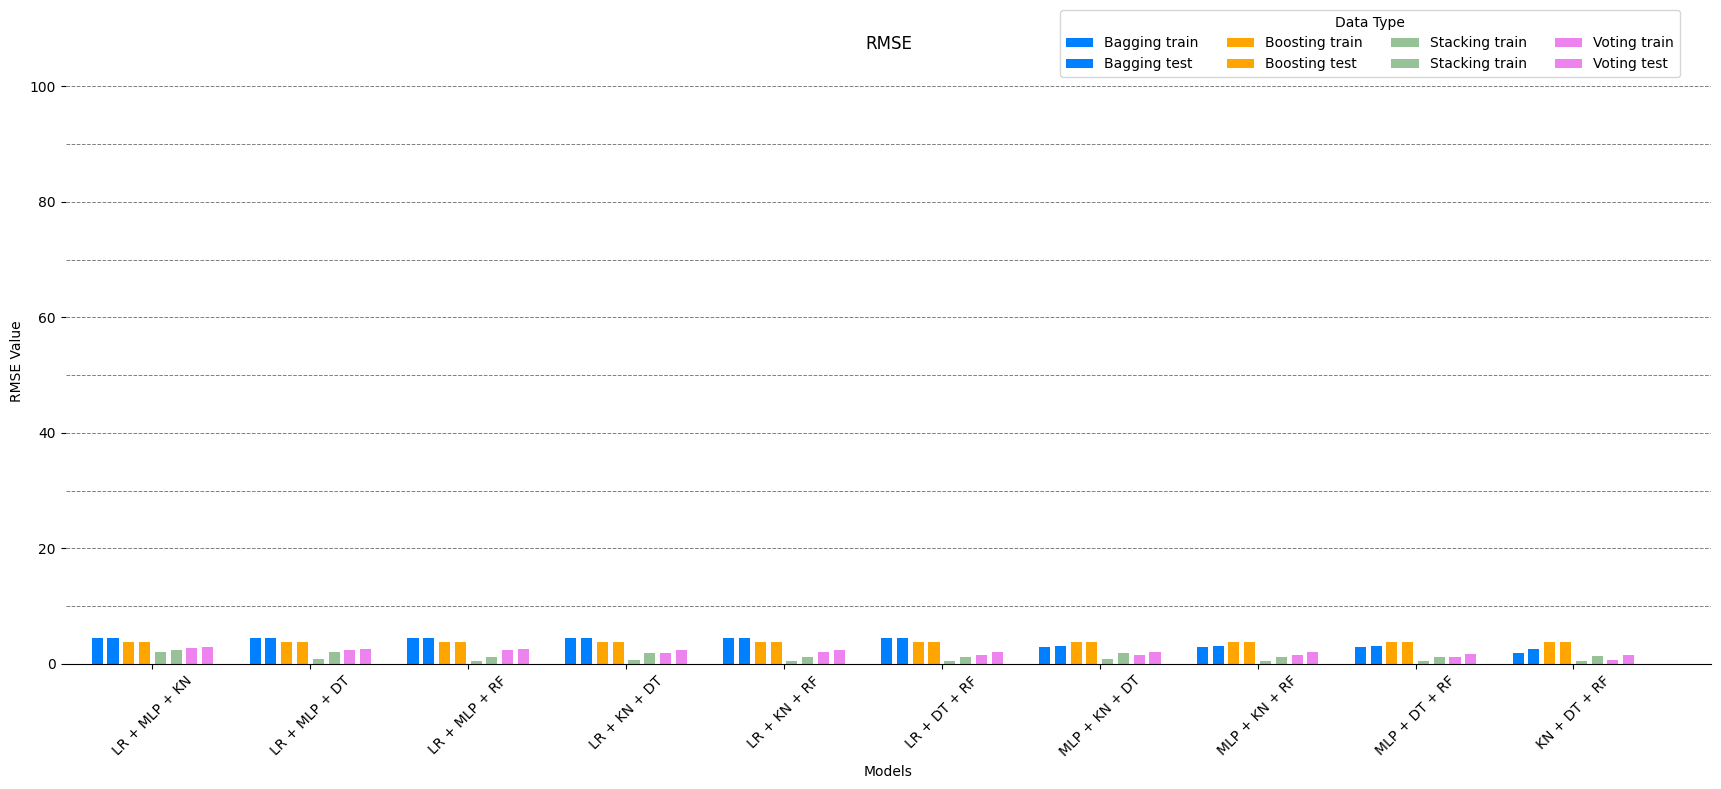 Data Type
Bagging train
Boosting train
Stacking train
Voting train
Bagging test
Boosting test
Stacking train
Voting test
RMSE
100
80
60
40
20
0
RMSE Value
LR + MLP + KN
LR + MLP + DT
LR + MLP + RF
LR + KN + DT
LR + KN + RF
LR + DT + RF
MLP + KN + DT
MLP + KN + RF
MLP + DT + RF
KN + DT + RF
Models